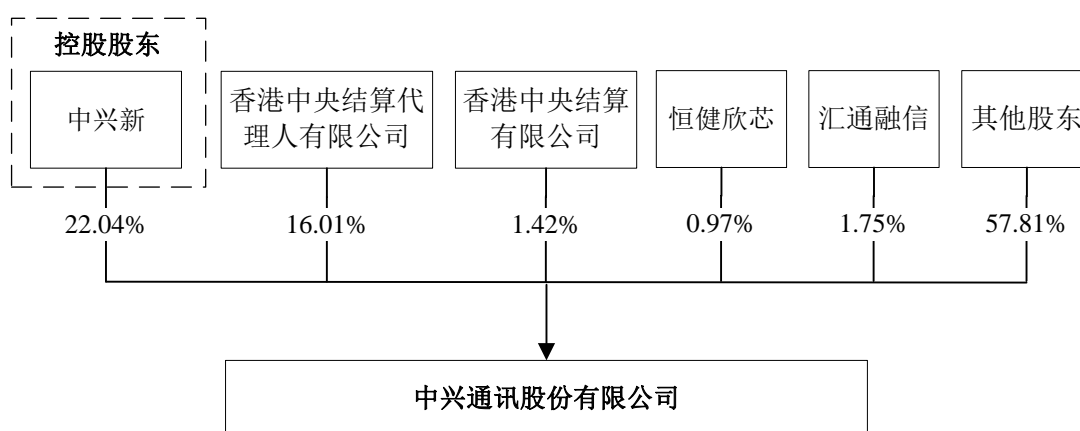 控股股东
中兴新
香港中央结算代
理人有限公司
香港中央结算
有限公司
恒健欣芯
汇通融信
其他股东
22.04%
16.01%
1.42%
0.97%
1.75%
57.81%
中兴通讯股份有限公司